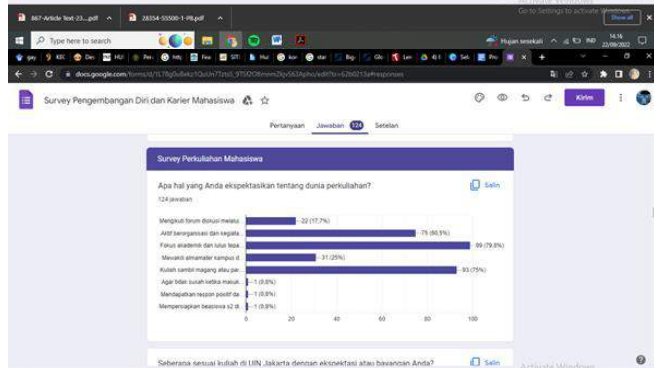 Activate Windows
Go to Settings to activate Windows.
867-Article Text-23....pdf
28354-55500-1-PB.pdf
Show all
Type here to search
Hujan sesekali
IND
14.16
22/09/2022
docs.google.com/forms/d/
Survey Pengembangan Diri dan Karier Mahasiswa
Kirim
Pertanyaan
Jawaban 124
Setelan
Survey Perkuliahan Mahasiswa
Apa hal yang Anda ekspektasikan tentang dunia perkuliahan?
Salin
124 jawaban
Mengikuti forum diskusi melalui...
22 (17,7%)
Aktif berorganisasi dan kegiata...
75 (60,5%)
Fokus akademik dan lulus tepa...
99 (79,8%)
Mewakili almamater kampus d...
31 (25%)
Kuliah sambil magang atau par...
93 (75%)
Agar tidak susah ketika masuk...
1 (0,8%)
Mendapatkan respon positif da...
1 (0,8%)
Mempersiapkan beasiswa s2 di...
1 (0,8%)
0
20
40
60
80
100
Seberapa sesuai kuliah di UIN Jakarta dengan ekspektasi atau bayangan Anda?
Salin
Activate Windows